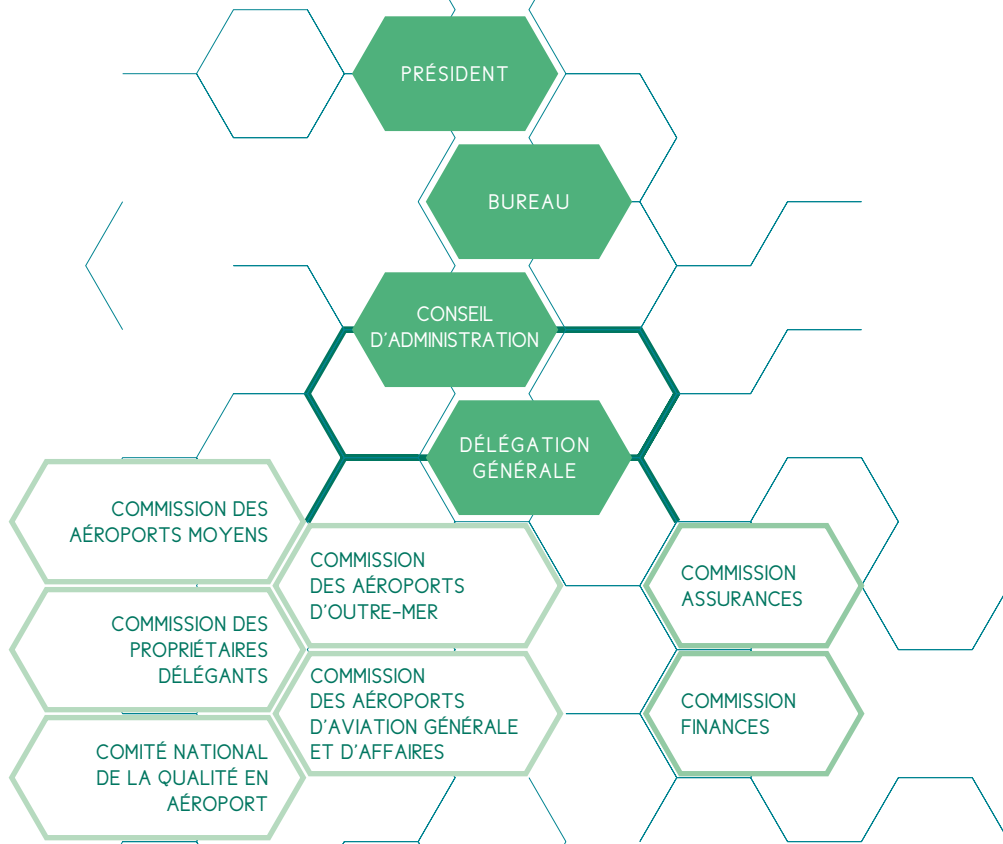 PRÉSIDENT
BUREAU
CONSEIL
D'ADMINISTRATION
DÉLÉGATION
GÉNÉRALE
COMMISSION DES
AÉROPORTS MOYENS
COMMISSION DES
PROPRIÉTAIRES
DÉLÉGANTS
COMITÉ NATIONAL
DE LA QUALITÉ EN
AÉROPORT
COMMISSION
DES AÉROPORTS
D'OUTRE-MER
COMMISSION
DES AÉROPORTS
D'AVIATION GÉNÉRALE
ET D'AFFAIRES
COMMISSION
ASSURANCES
COMMISSION
FINANCES